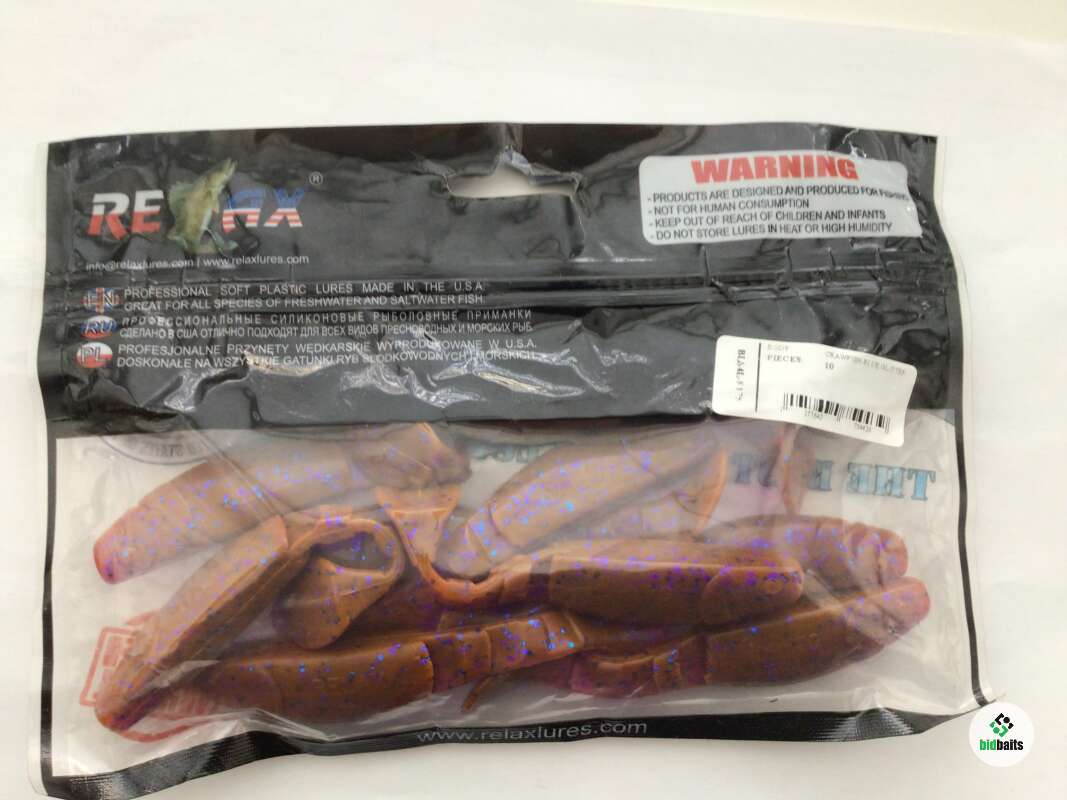 RELAX®
info@relaxlures.com | www.relaxlures.com
WARNING
- PRODUCTS ARE DESIGNED AND PRODUCED FOR FISHING
- NOT FOR HUMAN CONSUMPTION
- KEEP OUT OF REACH OF CHILDREN AND INFANTS
- DO NOT STORE LURES IN HEAT OR HIGH HUMIDITY
EN PROFESSIONAL SOFT PLASTIC LURES MADE IN THE U.S.A.
GREAT FOR ALL SPECIES OF FRESHWATER AND SALTWATER FISH.
RU ПРОФЕССИОНАЛЬНЫЕ СИЛИКОНОВЫЕ РЫБОЛОВНЫЕ ПРИМАНКИ
СДЕЛАНО В США ОТЛИЧНО ПОДХОДЯТ ДЛЯ ВСЕХ ВИДОВ ПРЕСНОВОДНЫХ И МОРСКИХ РЫБ.
PL PROFESJONALNE PRZYNĘTY WĘDKARSKIE WYPRODUKOWANE W U.S.A.
DOSKONAŁE NA WSZYSTKIE GATUNKI RYB SŁODKOWODNYCH I MORSKICH
PIECES 10
THE
www.relaxlures.com
bidbaits